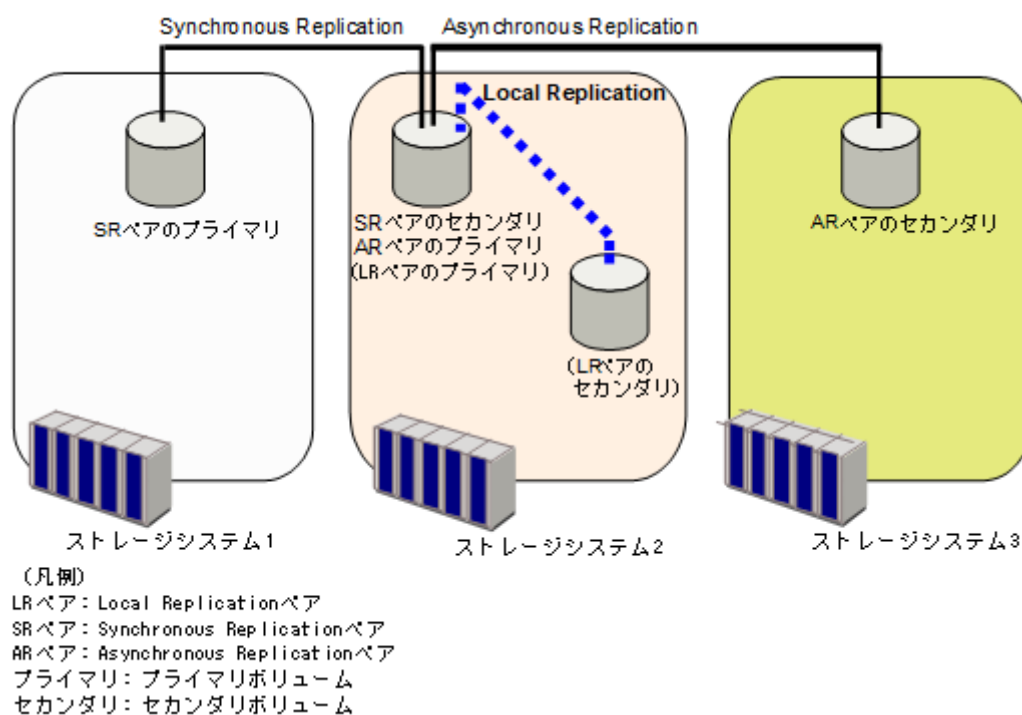 Synchronous Replication
Asynchronous Replication
Local Replication
SRペアのプライマリ
SRペアのセカンダリ
ARペアのプライマリ
(LRペアのプライマリ)
ARペアのセカンダリ
(LRペアの
セカンダリ)
ストレージシステム1
ストレージシステム2
ストレージシステム3
(凡例)
LRペア：Local Replicationペア
SRペア：Synchronous Replicationペア
ARペア：Asynchronous Replicationペア
プライマリ：プライマリボリューム
セカンダリ：セカンダリボリューム